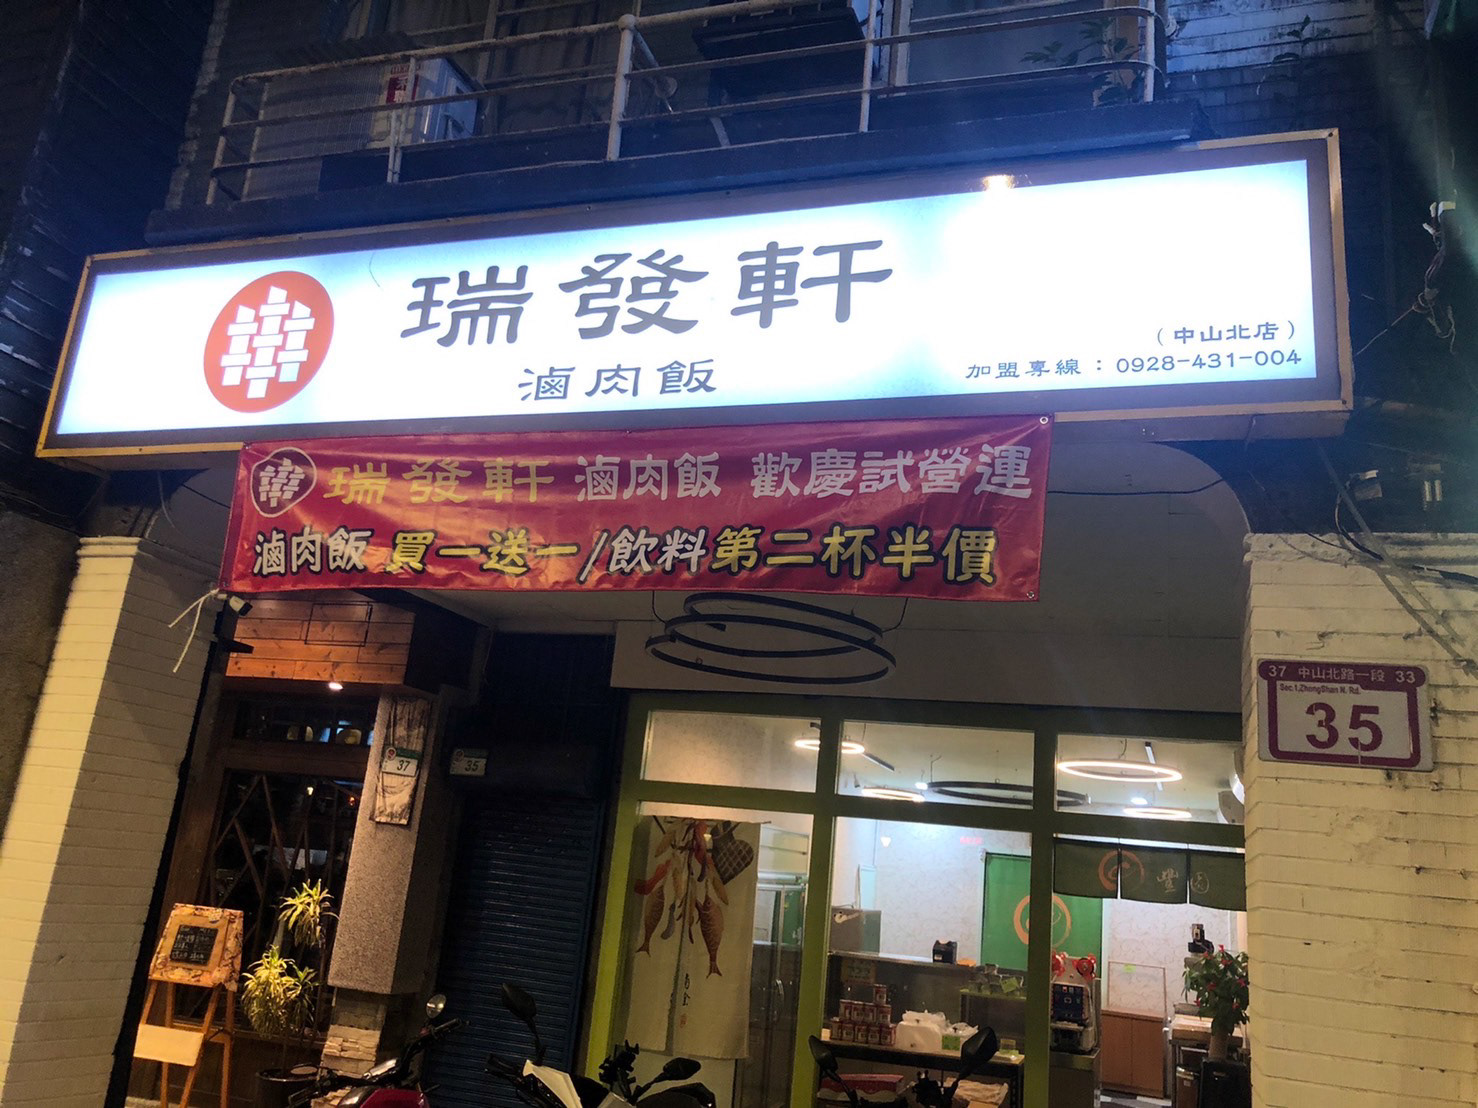 瑞發軒
滷肉飯
(中山北店)
加盟專線：0928-431-004
瑞發軒 滷肉飯 歡慶試營運
滷肉飯 買一送一/飲料第二杯半價
37 中山北路一段 33
Sec.1,ZhongShan N. Rd.
35
37
35